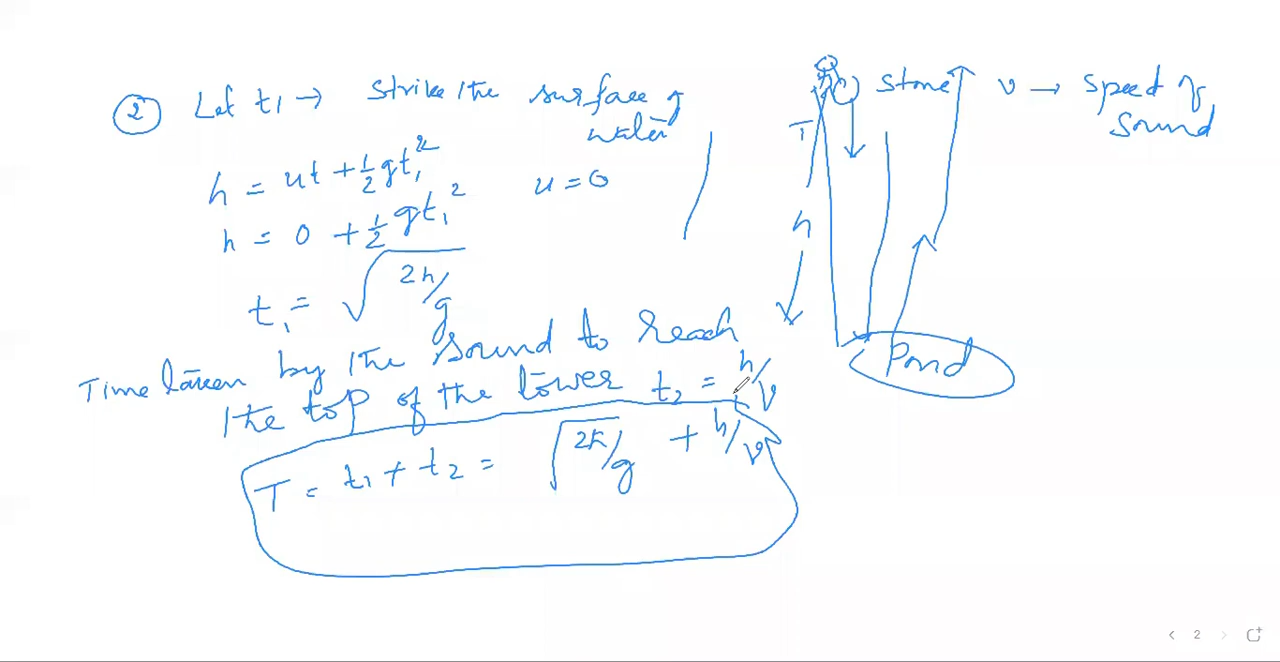 ② Let t₁ → strike the surface of
water
h = ut + ½gt₁² u = 0
h = 0 + ½gt₁²
t₁ = √2h/g
Time taken by the sound to reach
the top of the tower t₂ = h/v
T = t₁ + t₂ = √2h/g + h/v
stone v → speed of
sound
T
h
Pond
2